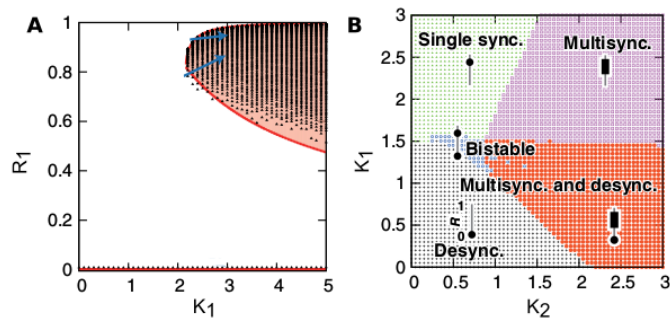 A
1
0.8
0.6
0.4
0.2
0
R1
0 1 2 3 4 5
K1
B
3
2.5
2
1.5
1
0.5
0
K1
Single sync.
Multisync.
Bistable
Multisync. and desync.
1
R
0
Desync.
0 0.5 1 1.5 2 2.5 3
K2